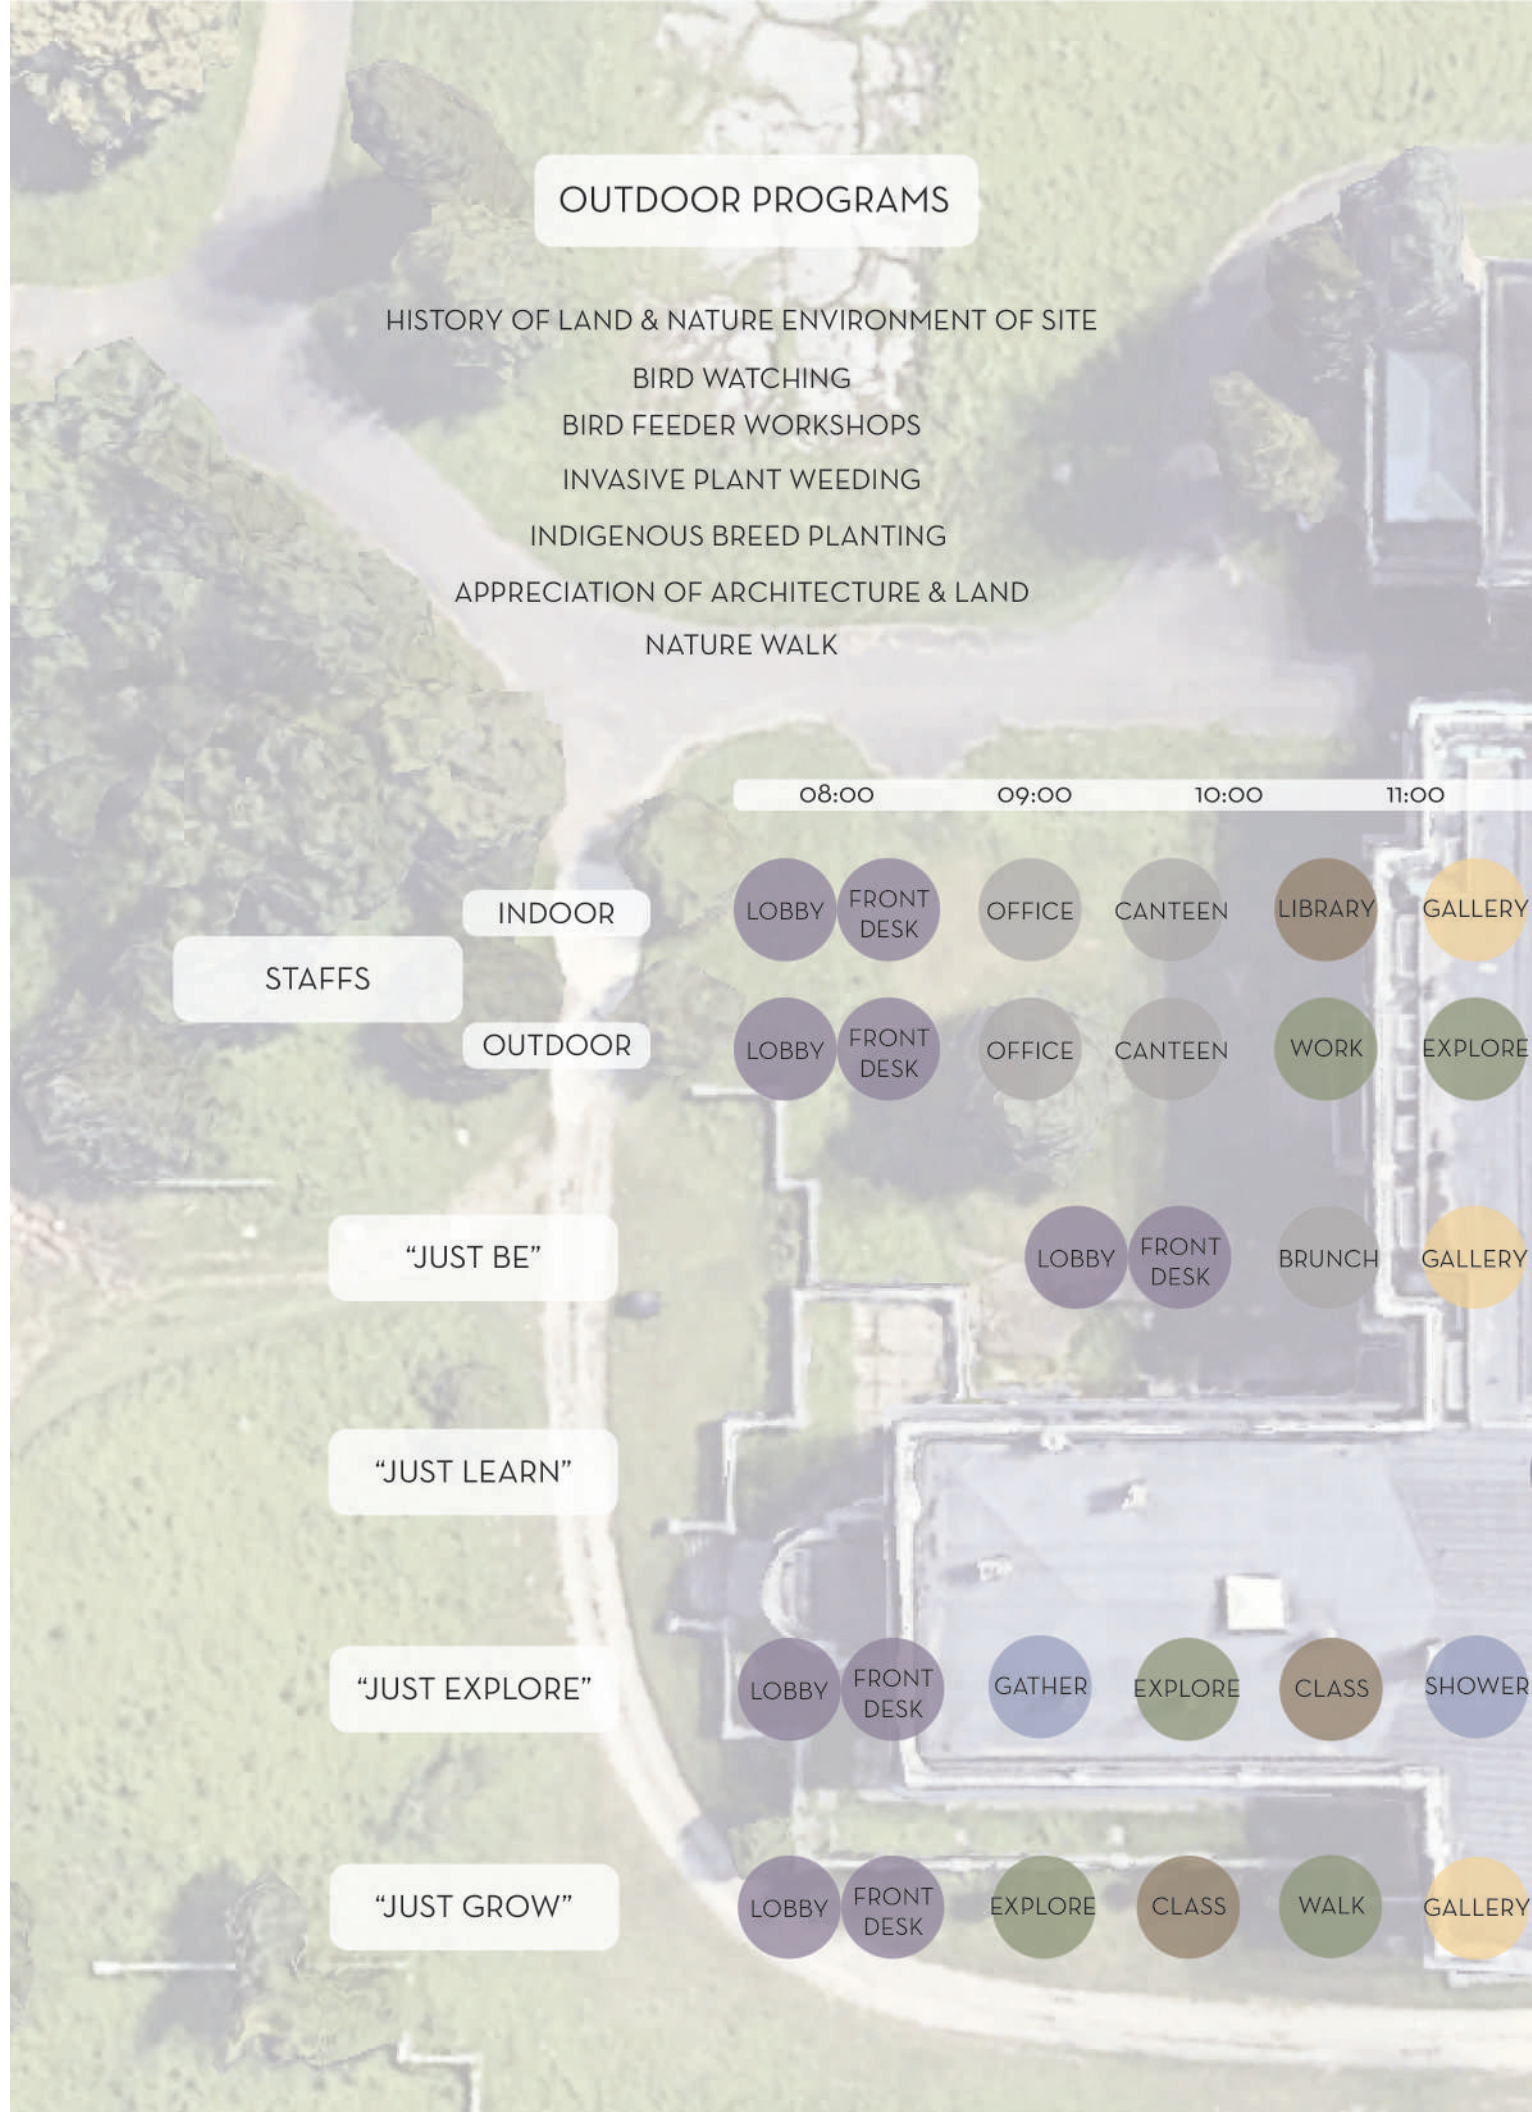 OUTDOOR PROGRAMS
HISTORY OF LAND & NATURE ENVIRONMENT OF SITE
BIRD WATCHING
BIRD FEEDER WORKSHOPS
INVASIVE PLANT WEEDING
INDIGENOUS BREED PLANTING
APPRECIATION OF ARCHITECTURE & LAND
NATURE WALK
08:00 09:00 10:00 11:00
STAFFS
INDOOR
LOBBY FRONT DESK OFFICE CANTEEN LIBRARY GALLERY
OUTDOOR
LOBBY FRONT DESK OFFICE CANTEEN WORK EXPLORE
“JUST BE”
LOBBY FRONT DESK BRUNCH GALLERY
“JUST LEARN”
“JUST EXPLORE”
LOBBY FRONT DESK GATHER EXPLORE CLASS SHOWER
“JUST GROW”
LOBBY FRONT DESK EXPLORE CLASS WALK GALLERY